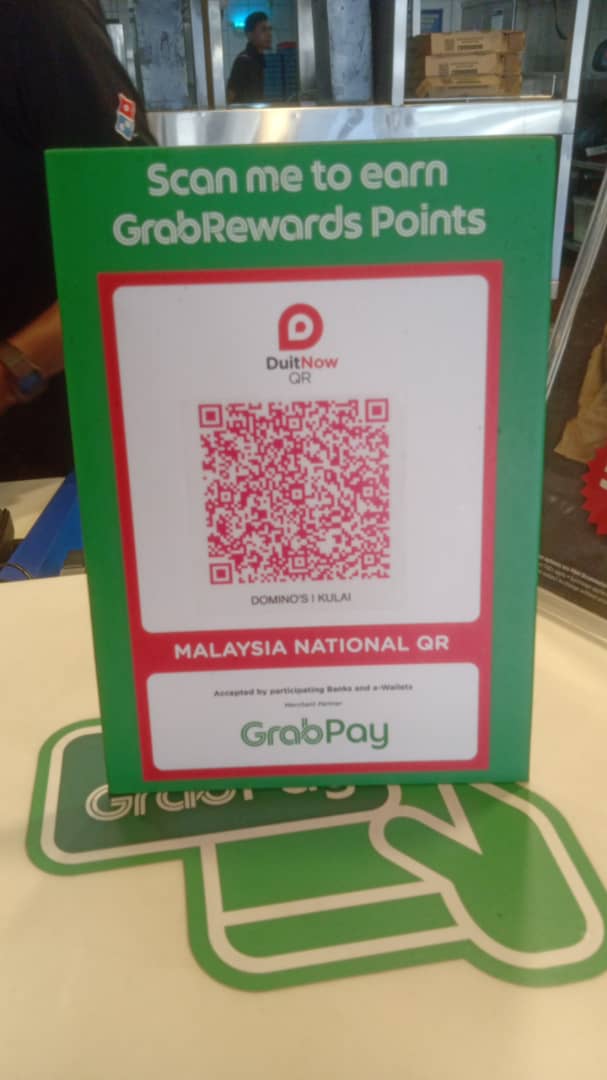 Scan me to earn
GrabRewards Points
DuitNow
QR
DOMINO'S | KULAI
MALAYSIA NATIONAL QR
Accepted by participating Banks and e-Wallets
Merchant Partner
GrabPay
GrabPay